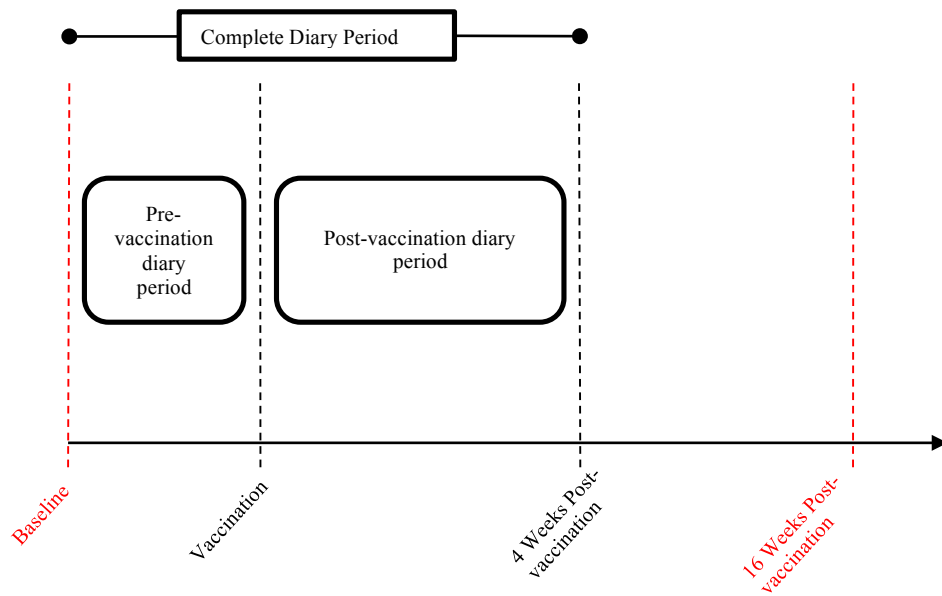 Complete Diary Period
Pre-
vaccination
diary
period
Post-vaccination diary
period
Baseline
Vaccination
4 Weeks Post-
vaccination
16 Weeks Post-
vaccination